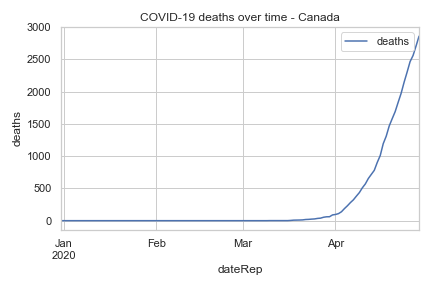 COVID-19 deaths over time - Canada
deaths
3000
2500
2000
1500
1000
500
0
deaths
Jan
2020
Feb
Mar
Apr
dateRep